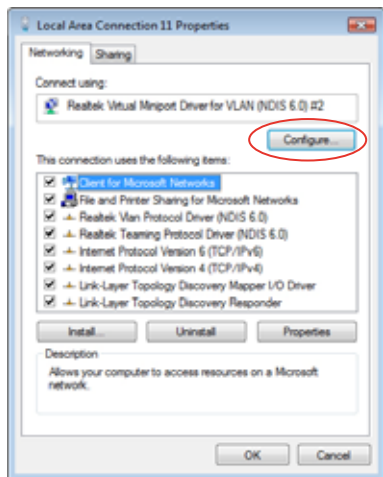 Local Area Connection 11 Properties
Networking
Sharing
Connect using:
Realtek Virtual Miniport Driver for VLAN (NDIS 6.0) #2
Configure...
This connection uses the following items:
Client for Microsoft Networks
File and Printer Sharing for Microsoft Networks
Realtek Vlan Protocol Driver (NDIS 6.0)
Realtek Teaming Protocol Driver (NDIS 6.0)
Internet Protocol Version 6 (TCP/IPv6)
Internet Protocol Version 4 (TCP/IPv4)
Link-Layer Topology Discovery Mapper I/O Driver
Link-Layer Topology Discovery Responder
Install...
Uninstall
Properties
Description
Allows your computer to access resources on a Microsoft
network.
OK
Cancel